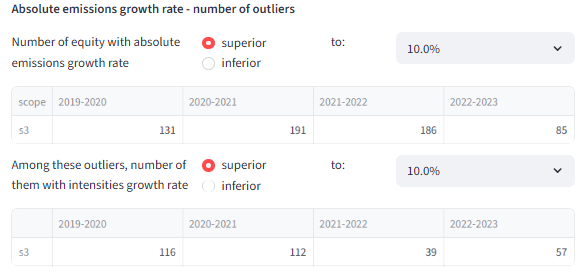 Absolute emissions growth rate - number of outliers
Number of equity with absolute emissions growth rate
superior
inferior
to:
10.0%
scope 2019-2020 2020-2021 2021-2022 2022-2023
s3 131 191 186 85
Among these outliers, number of them with intensities growth rate
superior
inferior
to:
10.0%
2019-2020 2020-2021 2021-2022 2022-2023
s3 116 112 39 57